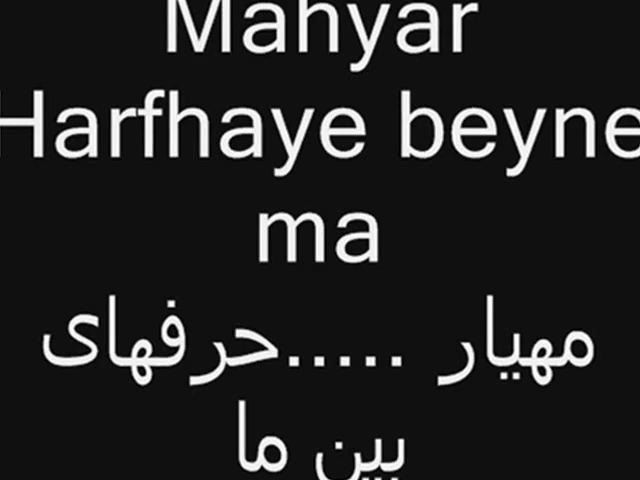 Mahyar
Harfhaye beyne
ma
مهیار .....حرفهای
بین ما